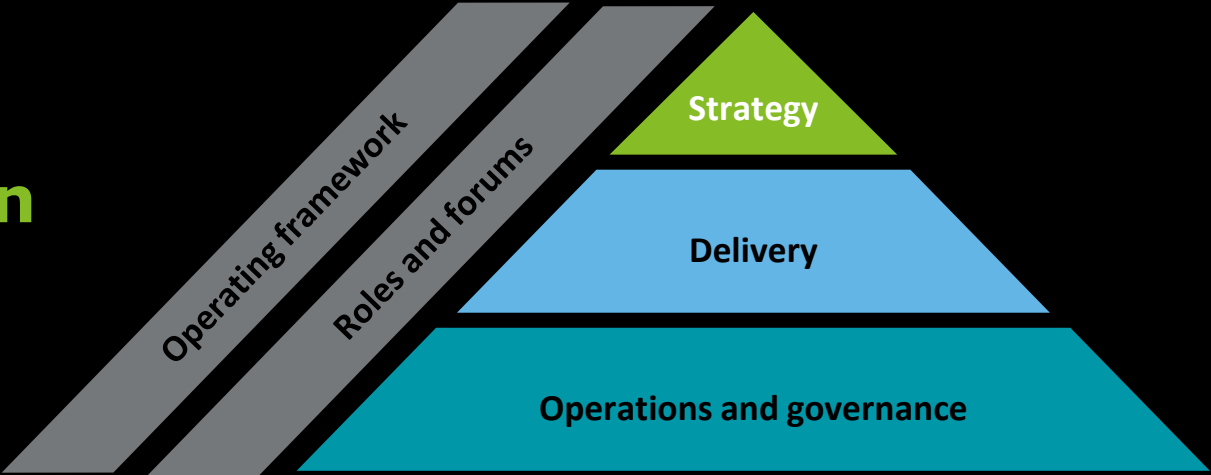 Strategy
n
Operating framework
Roles and forums
Delivery
Operations and governance